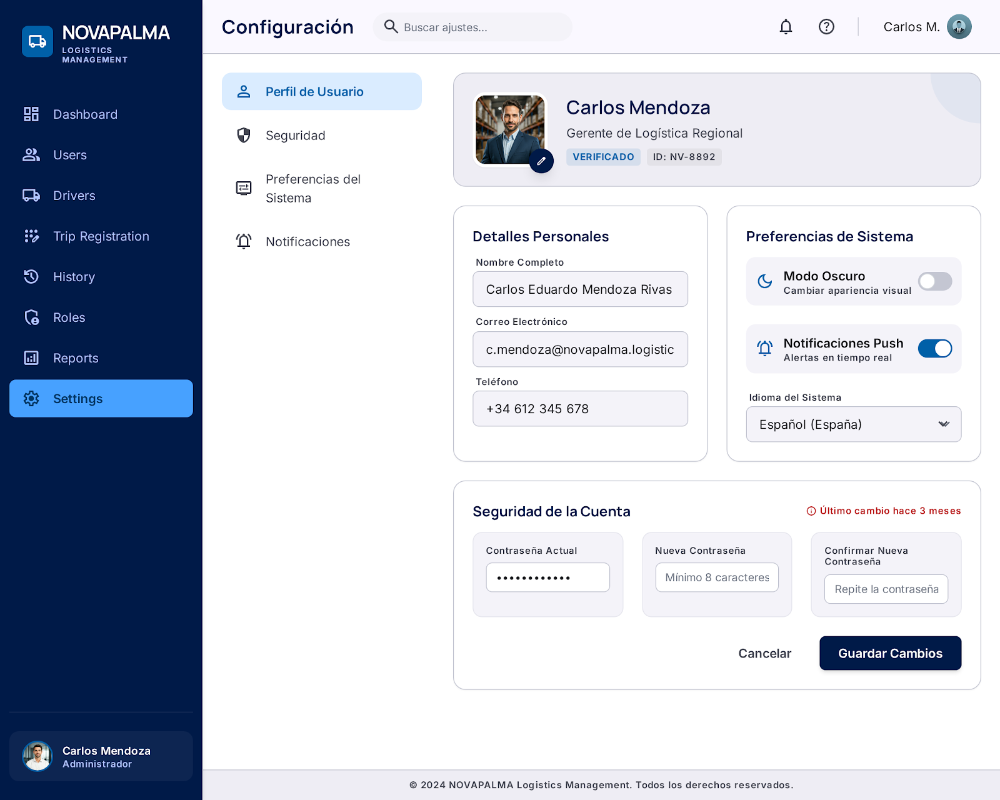 NOVAPALMA
LOGISTICS
MANAGEMENT
Dashboard
Users
Drivers
Trip Registration
History
Roles
Reports
Settings
Carlos Mendoza
Administrador
Configuración
Buscar ajustes...
Carlos M.
Perfil de Usuario
Seguridad
Preferencias del
Sistema
Notificaciones
Carlos Mendoza
Gerente de Logística Regional
VERIFICADO
ID: NV-8892
Detalles Personales
Nombre Completo
Carlos Eduardo Mendoza Rivas
Correo Electrónico
c.mendoza@novapalma.logistic
Teléfono
+34 612 345 678
Preferencias de Sistema
Modo Oscuro
Cambiar apariencia visual
Notificaciones Push
Alertas en tiempo real
Idioma del Sistema
Español (España)
Seguridad de la Cuenta
Último cambio hace 3 meses
Contraseña Actual
••••••••••••
Nueva Contraseña
Mínimo 8 caracteres
Confirmar Nueva
Contraseña
Repite la contraseña
Cancelar
Guardar Cambios
© 2024 NOVAPALMA Logistics Management. Todos los derechos reservados.